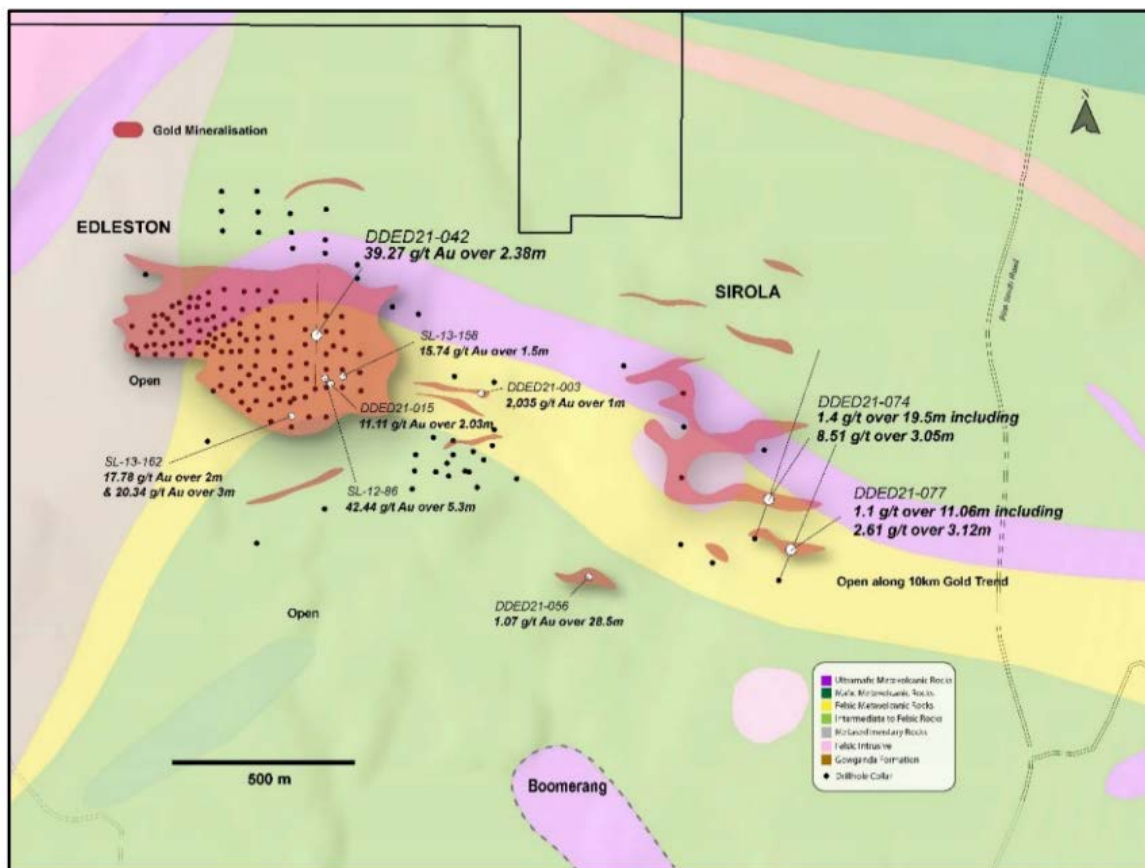 N
Gold Mineralisation
EDLESTON
DDED21-042
39.27 g/t Au over 2.38m
SIROLA
SL-13-158
15.74 g/t Au over 1.5m
Open
DDED21-003
2,035 g/t Au over 1m
DDED21-015
11.11 g/t Au over 2.03m
DDED21-074
1.4 g/t over 19.5m including
8.51 g/t over 3.05m
SL-13-162
17.78 g/t Au over 2m
& 20.34 g/t Au over 3m
SL-12-86
42.44 g/t Au over 5.3m
DDED21-077
1.1 g/t over 11.06m including
2.61 g/t over 3.12m
Open along 10km Gold Trend
Open
DDED21-056
1.07 g/t Au over 28.5m
500 m
Boomerang
Ultramafic Metavolcanic Rocks
Mafic Metavolcanic Rocks
Felsic Metavolcanic Rocks
Intermediate to Felsic Rocks
Metasedimentary Rocks
Felsic Intrusive
Gowganda Formation
Drillhole Collar